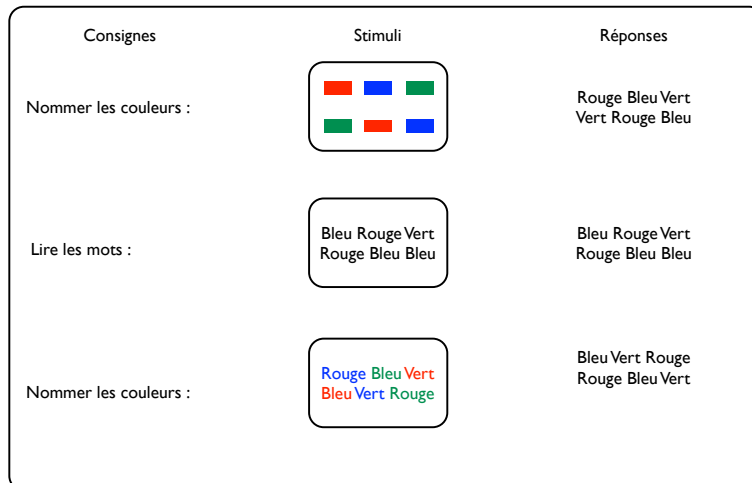 Consignes Stimuli Réponses
Nommer les couleurs :
Rouge Bleu Vert
Vert Rouge Bleu
Lire les mots :
Bleu Rouge Vert
Rouge Bleu Bleu
Bleu Rouge Vert
Rouge Bleu Bleu
Nommer les couleurs :
Rouge Bleu Vert
Bleu Vert Rouge
Bleu Vert Rouge
Rouge Bleu Vert